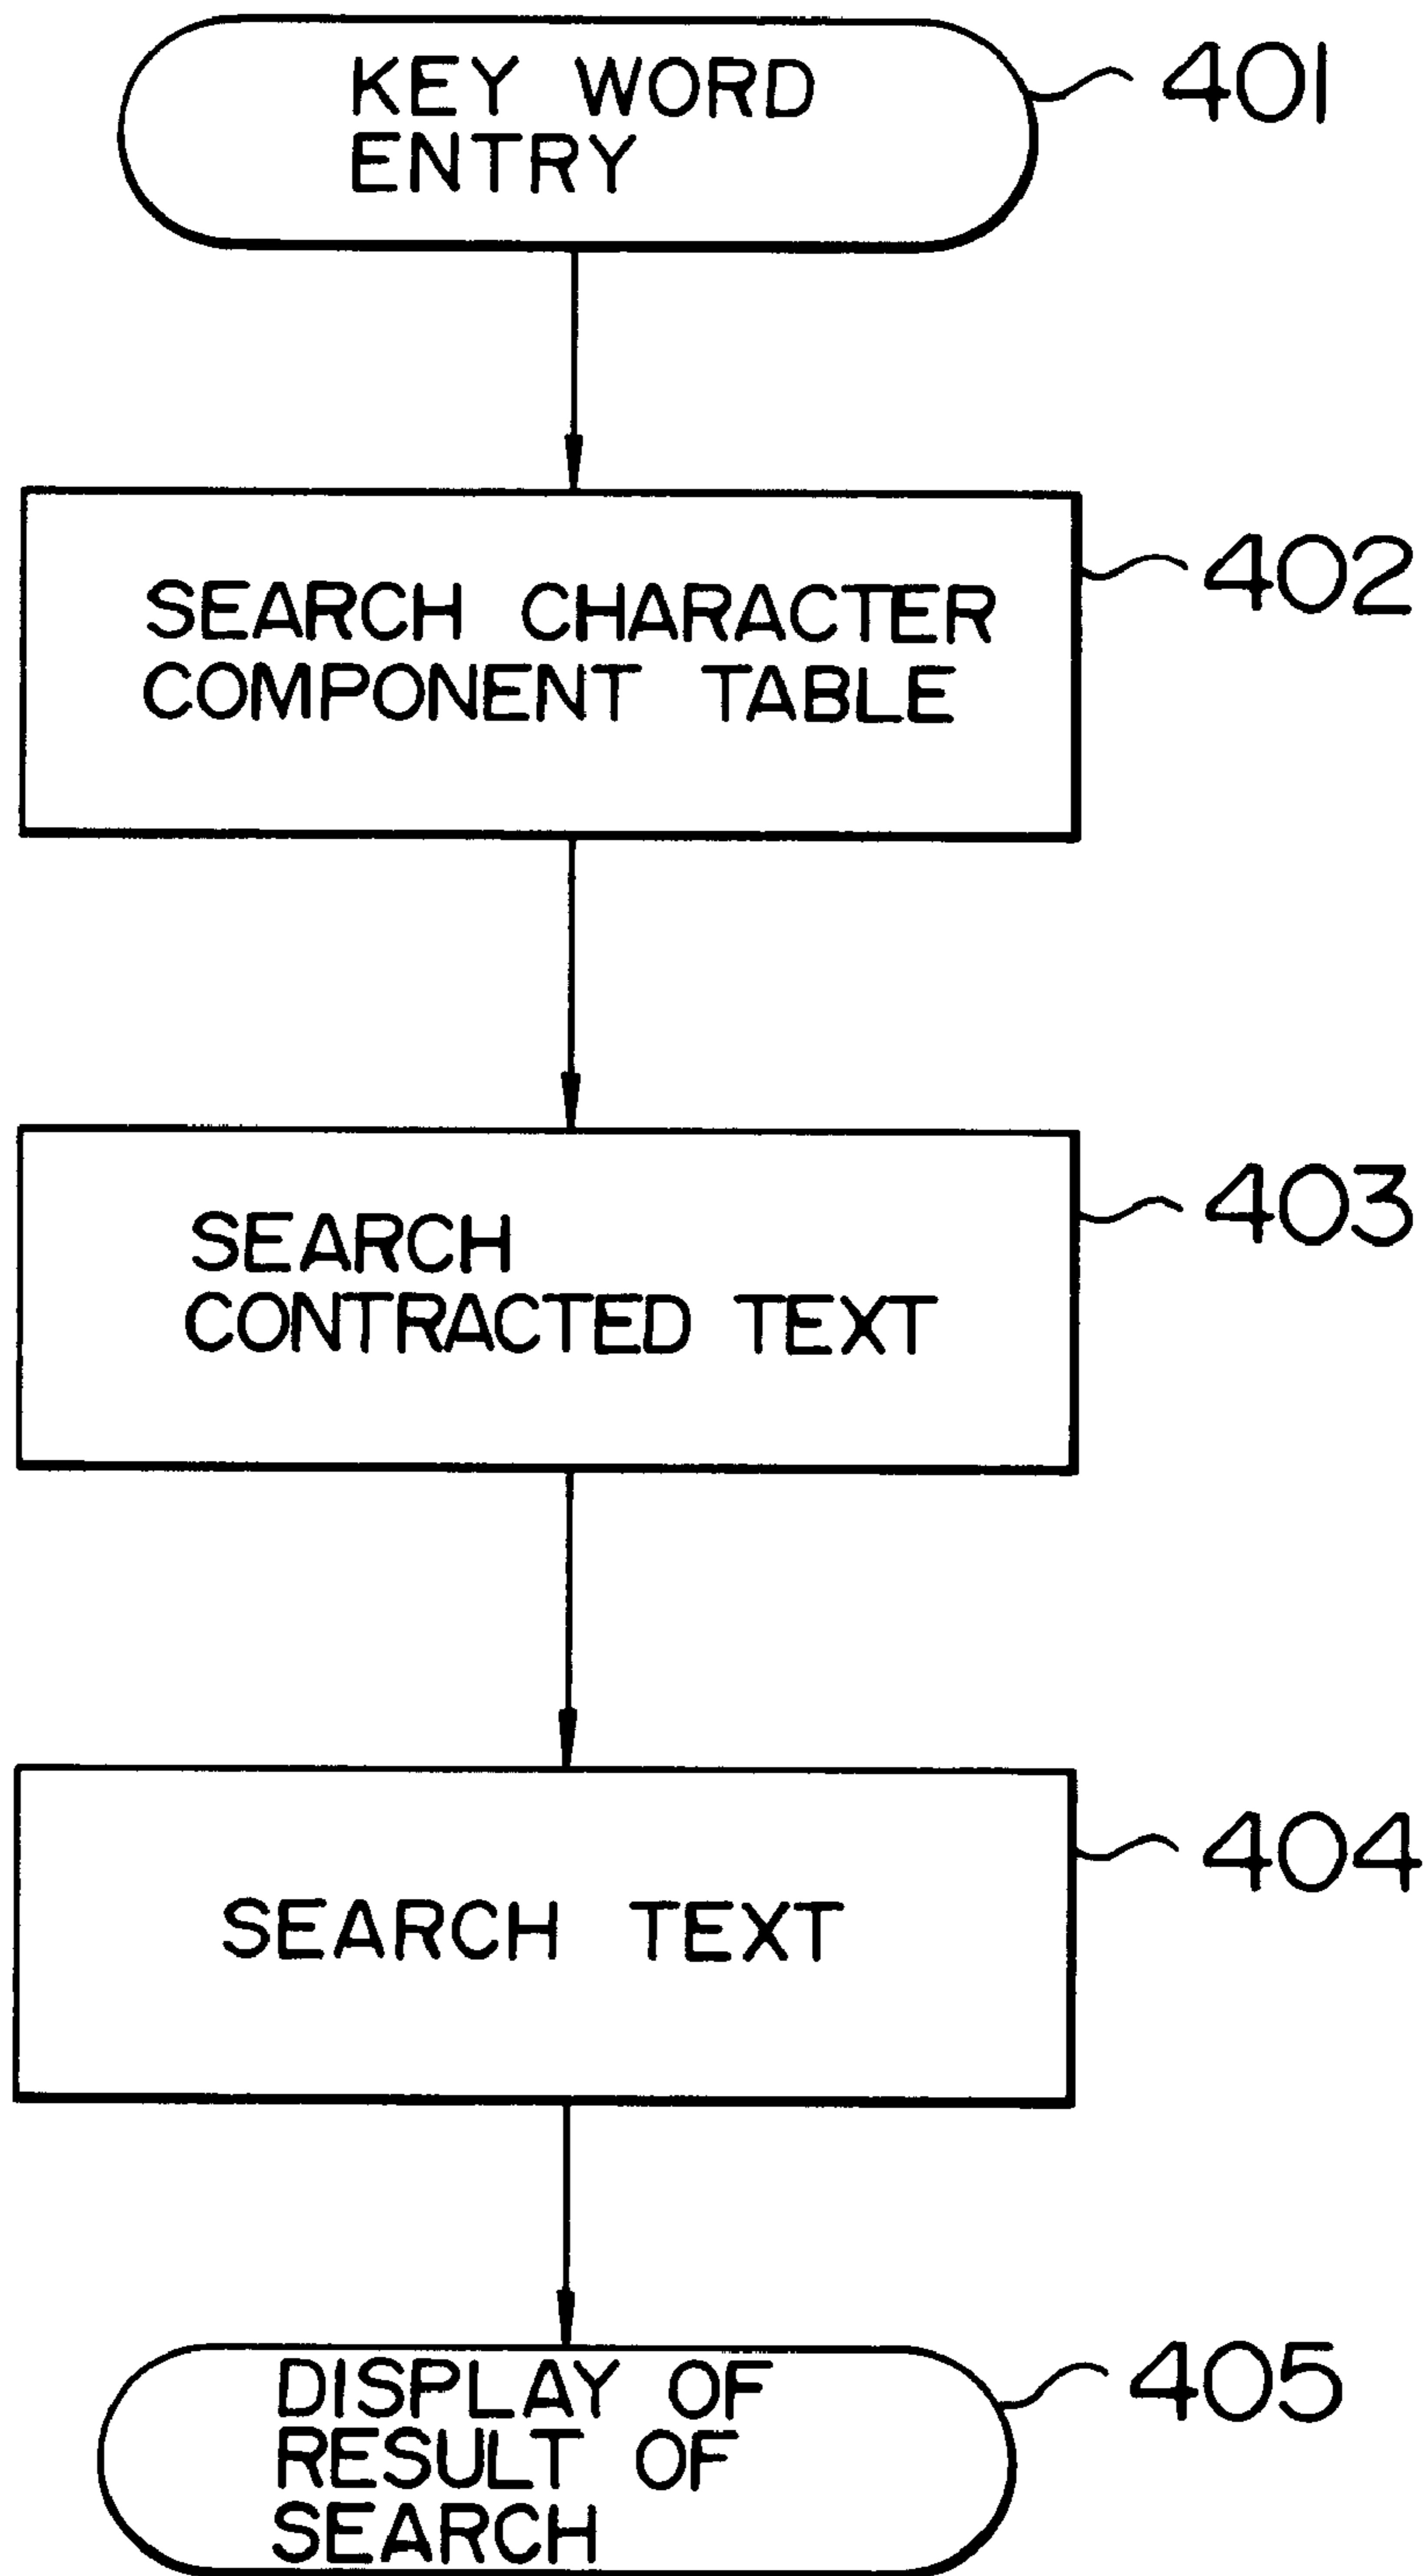 KEY WORD
ENTRY
401
SEARCH CHARACTER
COMPONENT TABLE
402
SEARCH
CONTRACTED TEXT
403
SEARCH TEXT
404
DISPLAY OF
RESULT OF
SEARCH
405